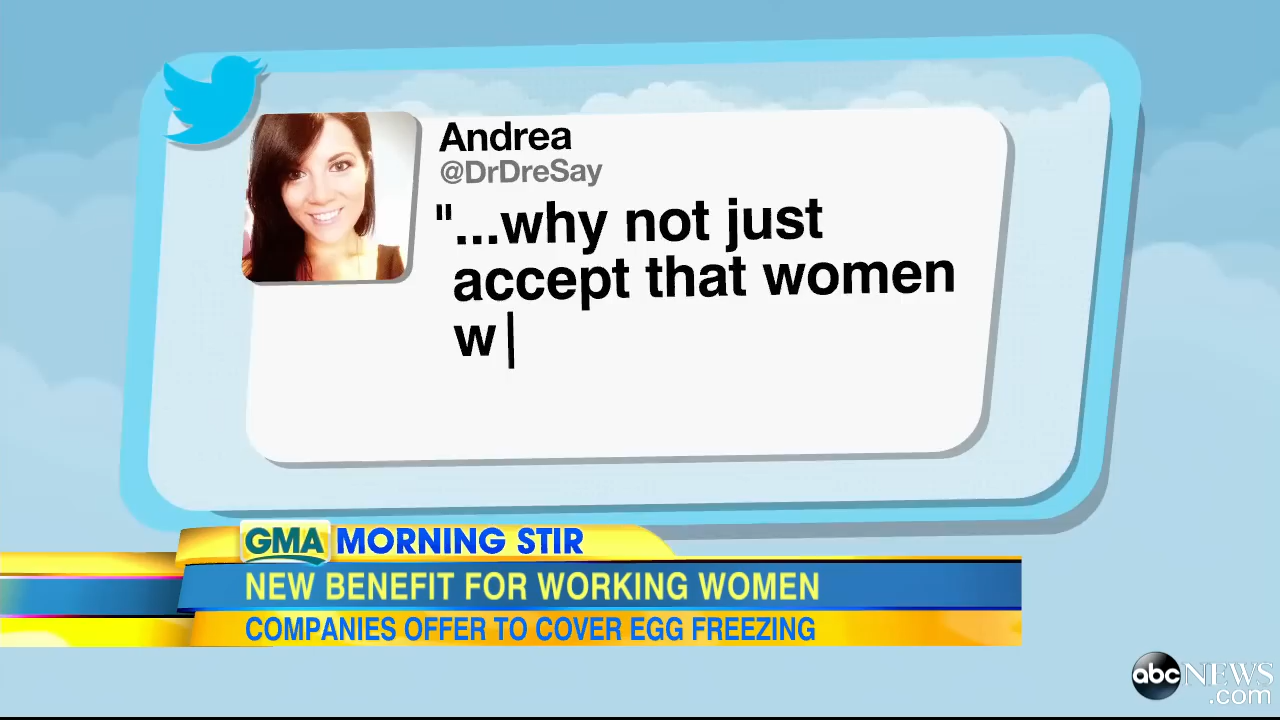 Andrea
@DrDreSay
"...why not just
accept that women
w
GMA MORNING STIR
NEW BENEFIT FOR WORKING WOMEN
COMPANIES OFFER TO COVER EGG FREEZING
abc NEWS
.com